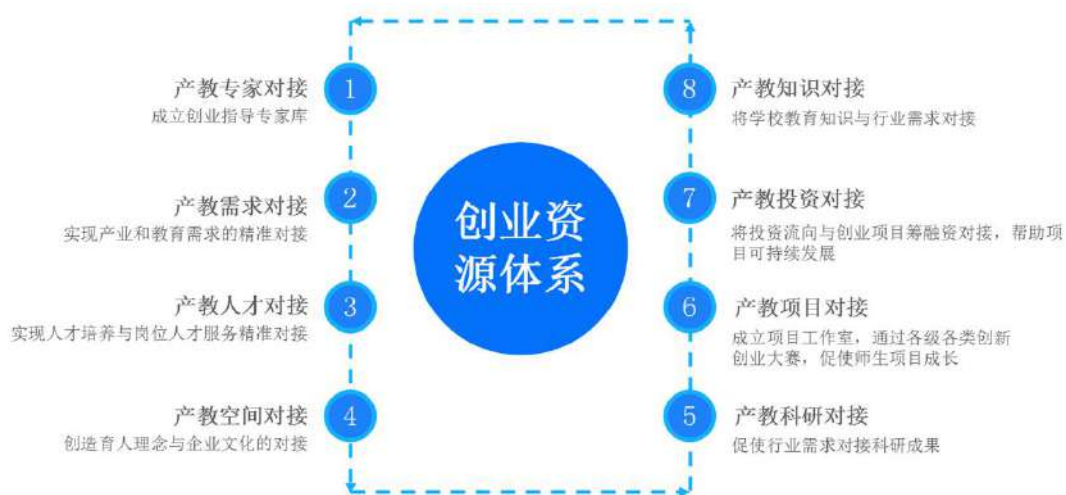 1
产教专家对接
成立创业指导专家库
2
产教需求对接
实现产业和教育需求的精准对接
3
产教人才对接
实现人才培养与岗位人才服务精准对接
4
产教空间对接
创造育人理念与企业文化的对接
创业资
源体系
8
产教知识对接
将学校教育知识与行业需求对接
7
产教投资对接
将投资流向与创业项目筹融资对接，帮助项
目可持续发展
6
产教项目对接
成立项目工作室，通过各级各类创新
创业大赛，促使师生项目成长
5
产教科研对接
促使行业需求对接科研成果